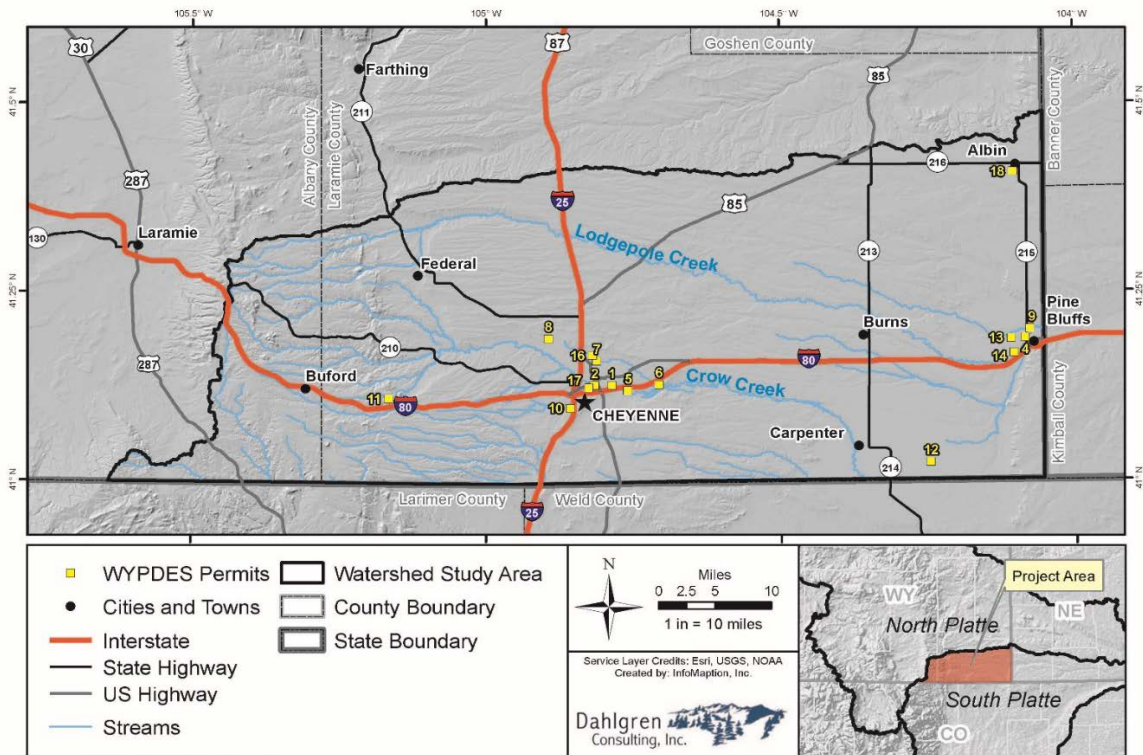 105.5° W
105° W
104.5° W
104° W
30
87
Goshen County
Farthing
85
41.5° N
41.5° N
211
Albany County
Laramie County
Banner County
Albin
216
18
287
25
85
Laramie
130
Lodgepole Creek
213
215
Federal
41.25° N
41.25° N
Pine
Bluffs
9
8
7
16
13
Burns
4
14
210
80
287
Buford
17
2
1
5
6
11
80
Crow Creek
10
CHEYENNE
Carpenter
12
Kimball County
214
41° N
41° N
Larimer County
Weld County
25
WYPDES Permits
Cities and Towns
Interstate
State Highway
US Highway
Streams
Watershed Study Area
County Boundary
State Boundary
N
Miles
0 2.5 5 10
1 in = 10 miles
Service Layer Credits: Esri, USGS, NOAA
Created by: InfoMaption, Inc.
Dahlgren
Consulting, Inc.
Project Area
WY
NE
North Platte
South Platte
CO